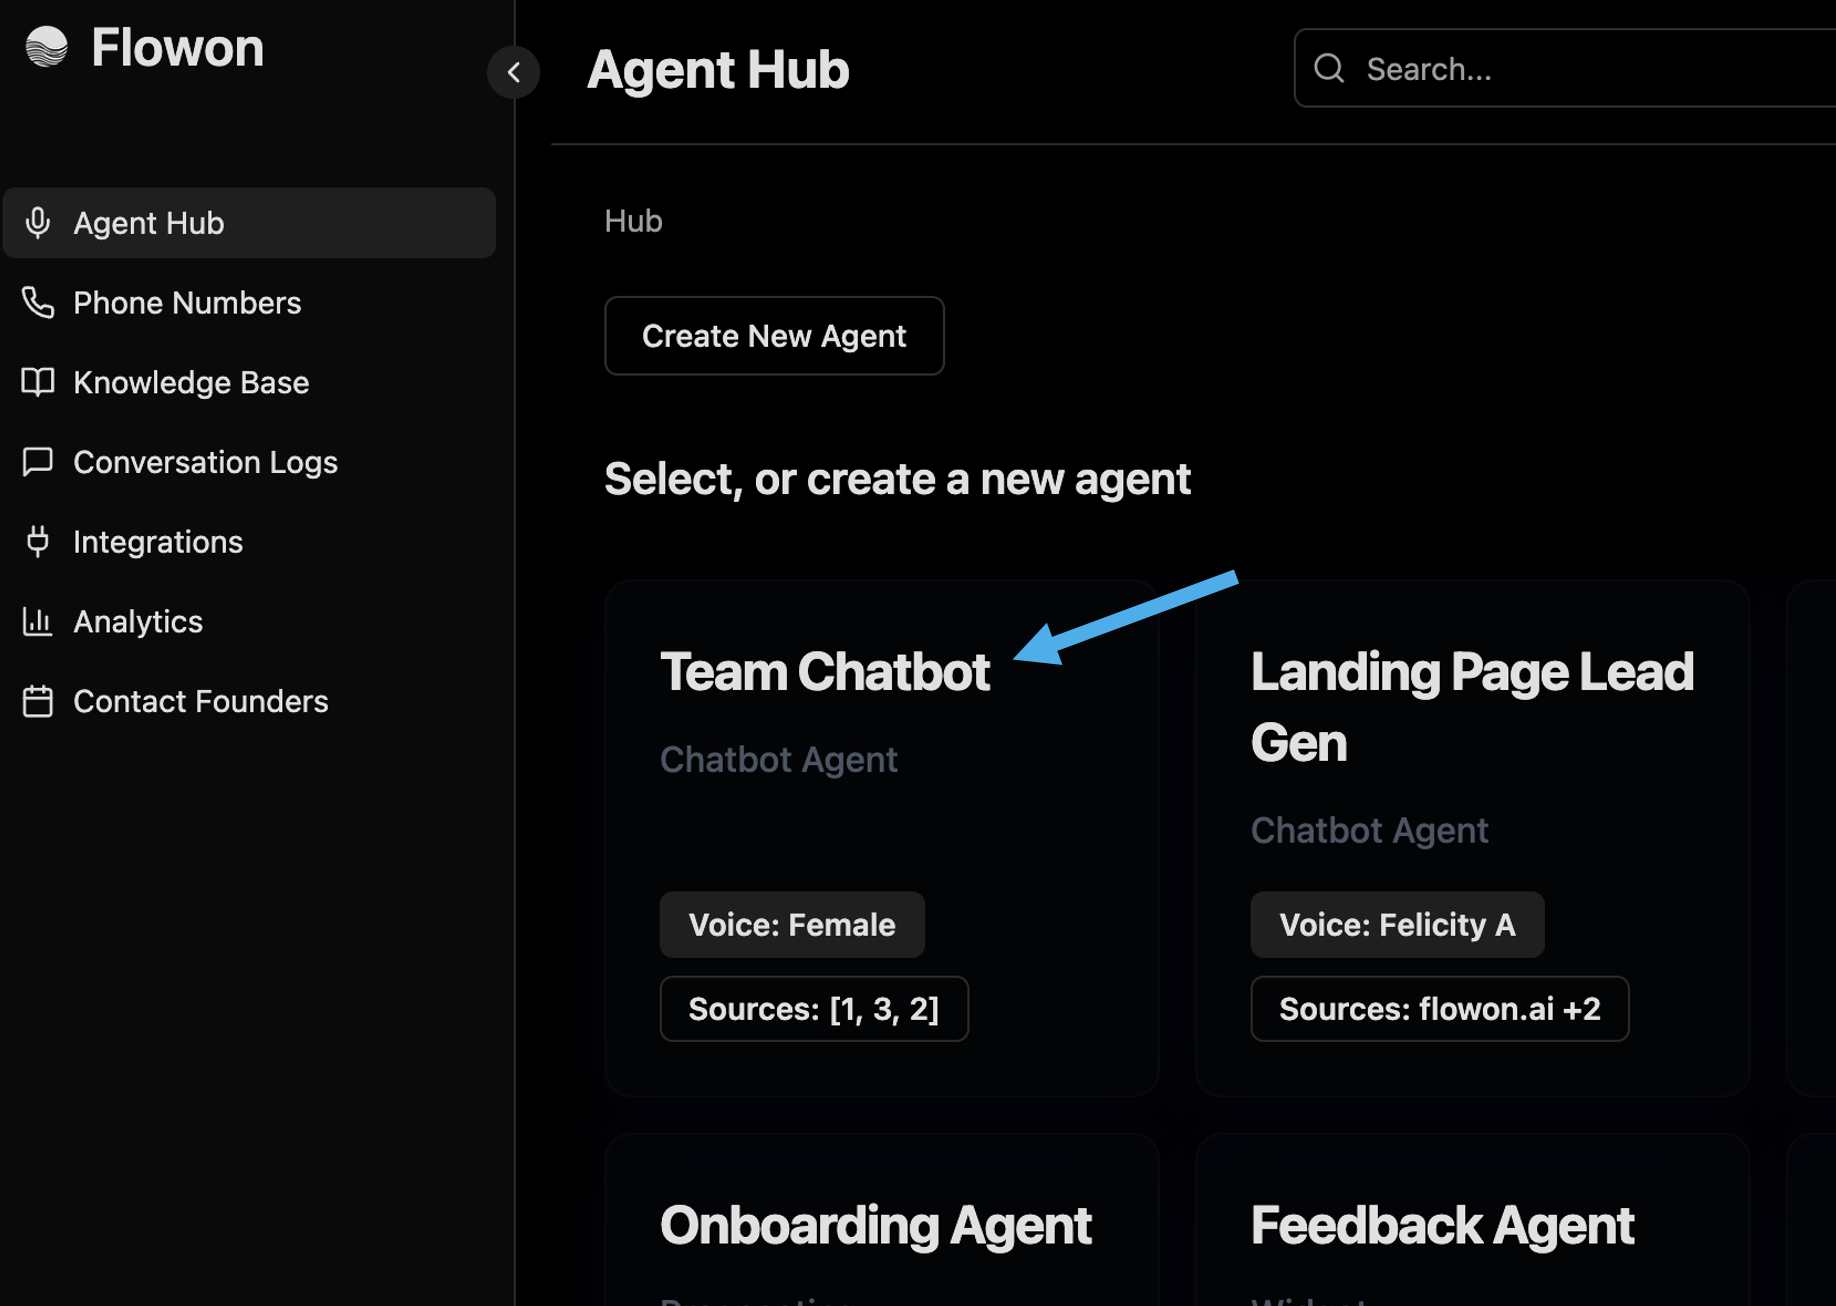 Flowon
Agent Hub
Search...
Agent Hub
Phone Numbers
Knowledge Base
Conversation Logs
Integrations
Analytics
Contact Founders
Hub
Create New Agent
Select, or create a new agent
Team Chatbot
Chatbot Agent
Voice: Female
Sources: [1, 3, 2]
Landing Page Lead
Gen
Chatbot Agent
Voice: Felicity A
Sources: flowon.ai +2
Onboarding Agent
Feedback Agent